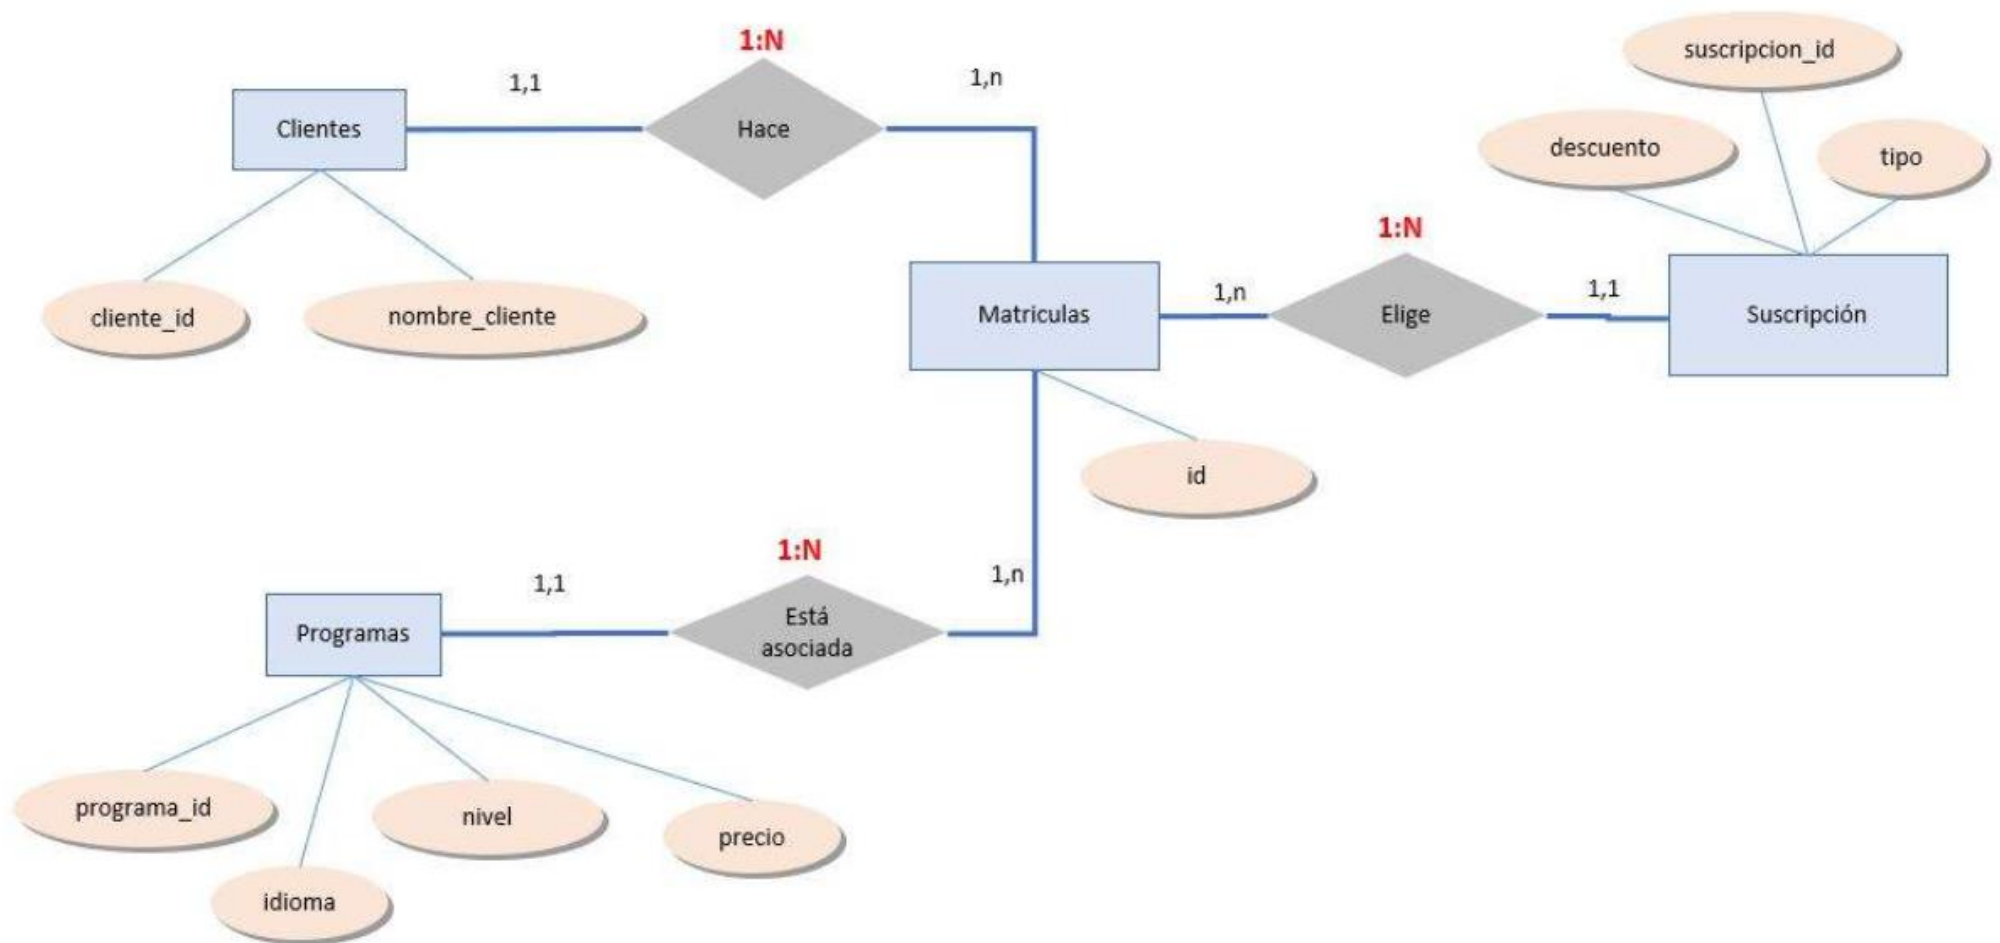 1:N
1,1
1,n
Clientes
Hace
suscripcion_id
descuento
tipo
cliente_id
nombre_cliente
1:N
Matriculas
1,n
Elige
1,1
Suscripción
id
1:N
1,1
1,n
Programas
Está
asociada
programa_id
nivel
precio
idioma